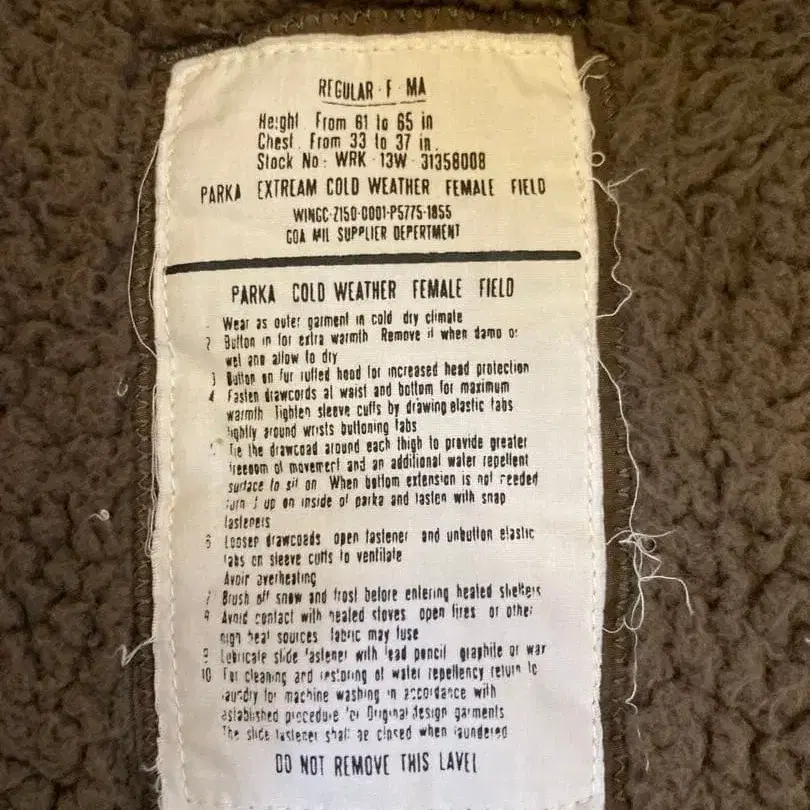 REGULAR · F · MA
Height From 61 to 65 in
Chest. From 33 to 37 in.
Stock No: WRK · 13W · 31358008
PARKA EXTREAM COLD WEATHER FEMALE FIELD
WINGC-Z150-0001-P5775-1855
GOA MIL SUPPLIER DEPERTMENT
PARKA COLD WEATHER FEMALE FIELD
1 Wear as outer garment in cold dry climate
2 Button in for extra warmth Remove it when damo or
wet and allow to dry
3 Button on fur ruffed hood for increased head protection
4 Fasten drawcords at waist and bottom for maximum
warmth Tighten sleeve cuffs by drawing elastic tabs
tightly around wrists buttoning tabs
Tie the drawcoad around each thigh to provide greater
freeoom of movement and an additional water repellent
surface to sit on When bottom extension is not needed
turn up on inside of parka and fasten with snap
fasteners
6 Looser drawcoads open fastener and unbutton elastic
tabs on sleeve cuffs to ventilate
Avoir averheating
7 Brush off snow and frost before entering heated shelters
Avoid contact with heated stoves open fires or other
high heat sources fabric may fuse
9 Lubricate slide fastener with lead pencil graphite or wax
10 For cleaning and restoring of water repellency return to
laundry for machine washing in accordance with
astablished procedure for Original design garments
The slide fastener shall be closed when laundered
DO NOT REMOVE THIS LAVEL